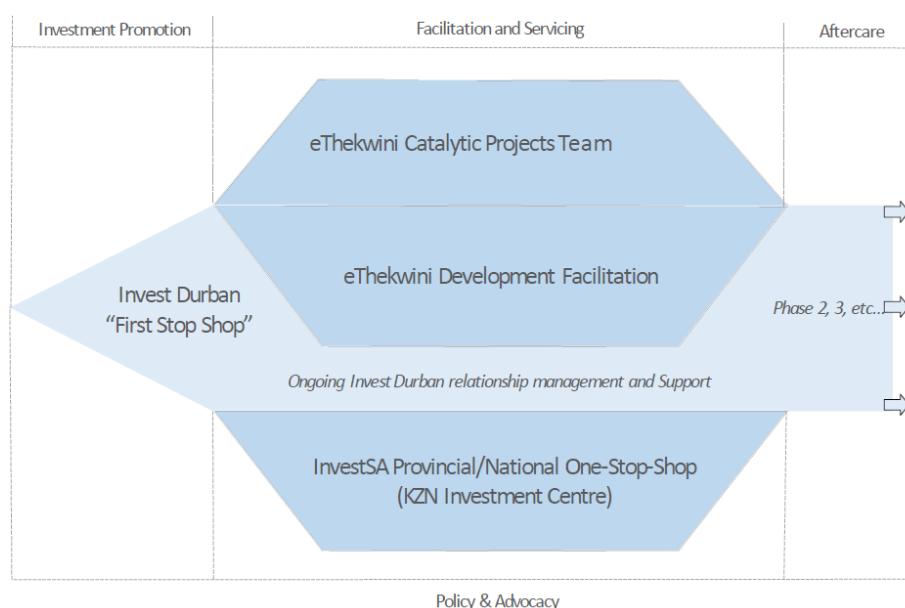 Investment Promotion
Facilitation and Servicing
Aftercare
eThekwini Catalytic Projects Team
eThekwini Development Facilitation
Invest Durban
“First Stop Shop”
Phase 2, 3, etc...
Ongoing Invest Durban relationship management and Support
InvestSA Provincial/National One-Stop-Shop
(KZN Investment Centre)
Policy & Advocacy